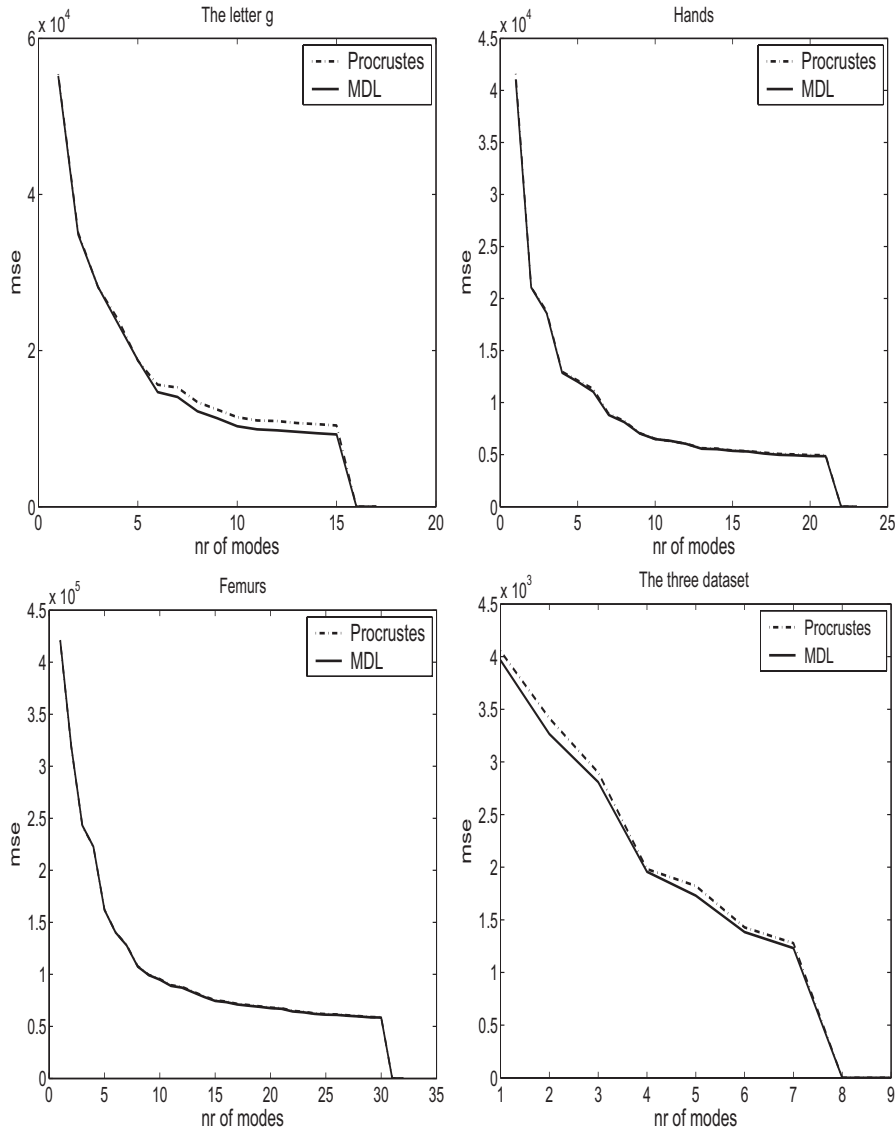 The letter g
x 10^4
6
4
2
0
mse
0 5 10 15 20
nr of modes
Procrustes
MDL
Hands
x 10^4
4.5
4
3.5
3
2.5
2
1.5
1
0.5
0
mse
0 5 10 15 20 25
nr of modes
Procrustes
MDL
Femurs
x 10^5
4.5
4
3.5
3
2.5
2
1.5
1
0.5
0
mse
0 5 10 15 20 25 30 35
nr of modes
Procrustes
MDL
The three dataset
x 10^3
4.5
4
3.5
3
2.5
2
1.5
1
0.5
0
mse
1 2 3 4 5 6 7 8 9
nr of modes
Procrustes
MDL